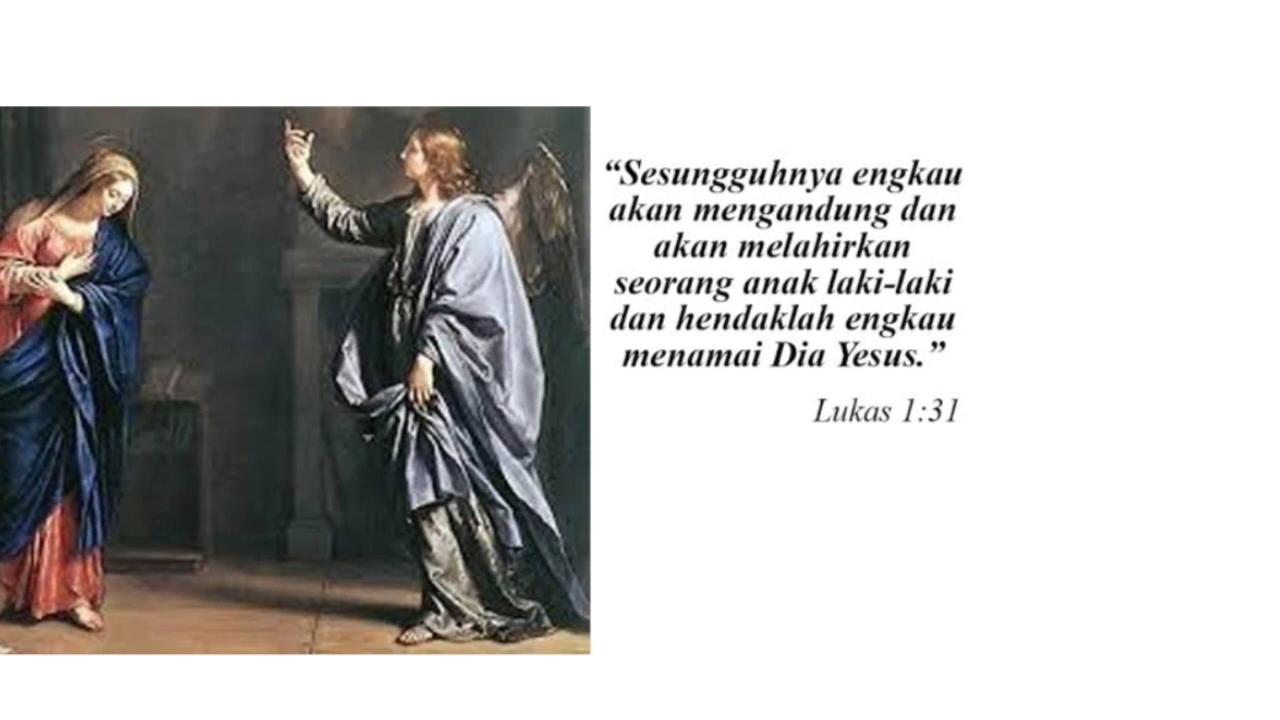 “Sesungguhnya engkau
akan mengandung dan
akan melahirkan
seorang anak laki-laki
dan hendaklah engkau
menamai Dia Yesus.”
Lukas 1:31